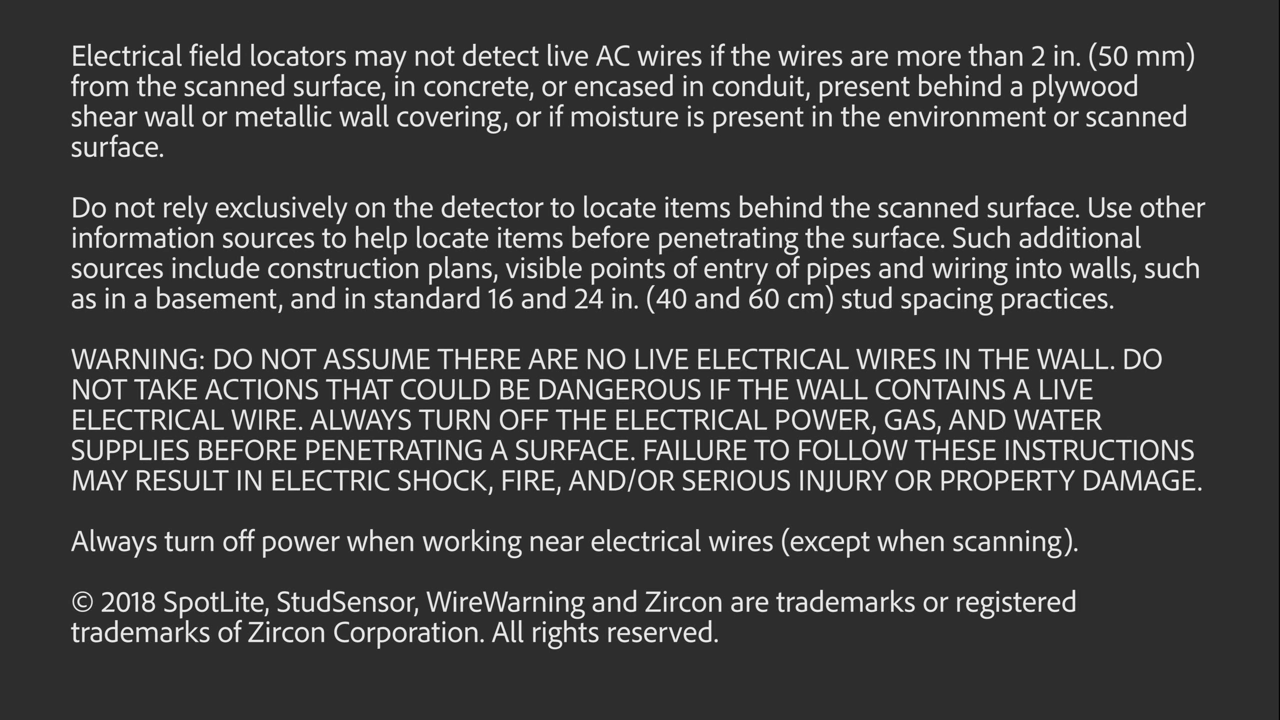 Electrical field locators may not detect live AC wires if the wires are more than 2 in. (50 mm)
from the scanned surface, in concrete, or encased in conduit, present behind a plywood
shear wall or metallic wall covering, or if moisture is present in the environment or scanned
surface.
Do not rely exclusively on the detector to locate items behind the scanned surface. Use other
information sources to help locate items before penetrating the surface. Such additional
sources include construction plans, visible points of entry of pipes and wiring into walls, such
as in a basement, and in standard 16 and 24 in. (40 and 60 cm) stud spacing practices.
WARNING: DO NOT ASSUME THERE ARE NO LIVE ELECTRICAL WIRES IN THE WALL. DO
NOT TAKE ACTIONS THAT COULD BE DANGEROUS IF THE WALL CONTAINS A LIVE
ELECTRICAL WIRE. ALWAYS TURN OFF THE ELECTRICAL POWER, GAS, AND WATER
SUPPLIES BEFORE PENETRATING A SURFACE. FAILURE TO FOLLOW THESE INSTRUCTIONS
MAY RESULT IN ELECTRIC SHOCK, FIRE, AND/OR SERIOUS INJURY OR PROPERTY DAMAGE.
Always turn off power when working near electrical wires (except when scanning).
© 2018 SpotLite, StudSensor, WireWarning and Zircon are trademarks or registered
trademarks of Zircon Corporation. All rights reserved.